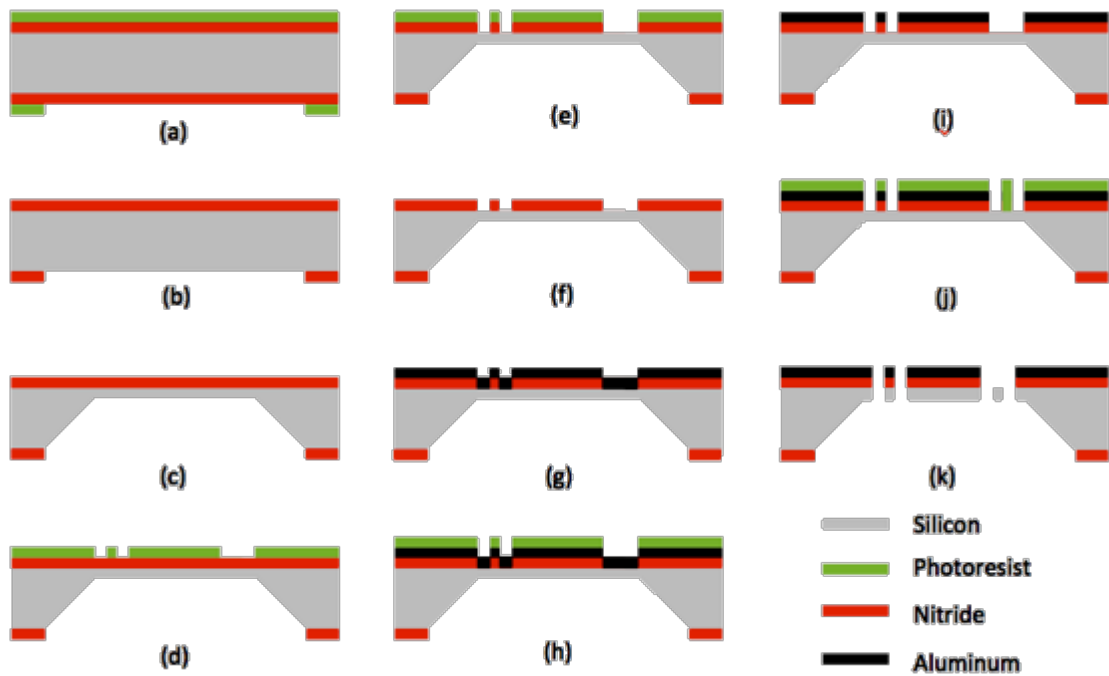 (a)
(e)
(i)
(b)
(f)
(j)
(c)
(g)
(k)
(d)
(h)
Silicon
Photoresist
Nitride
Aluminum